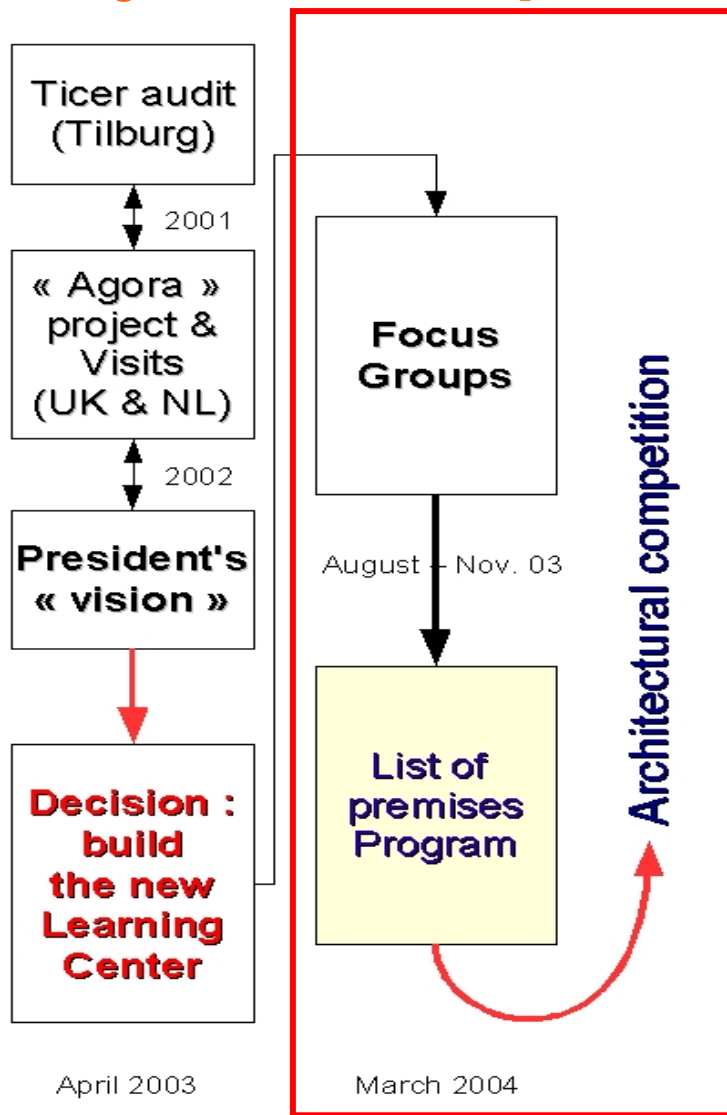 Ticer audit
(Tilburg)
2001
« Agora »
project &
Visits
(UK & NL)
2002
President's
« vision »
Decision :
build
the new
Learning
Center
April 2003
Focus
Groups
August – Nov. 03
List of
premises
Program
March 2004
Architectural competition